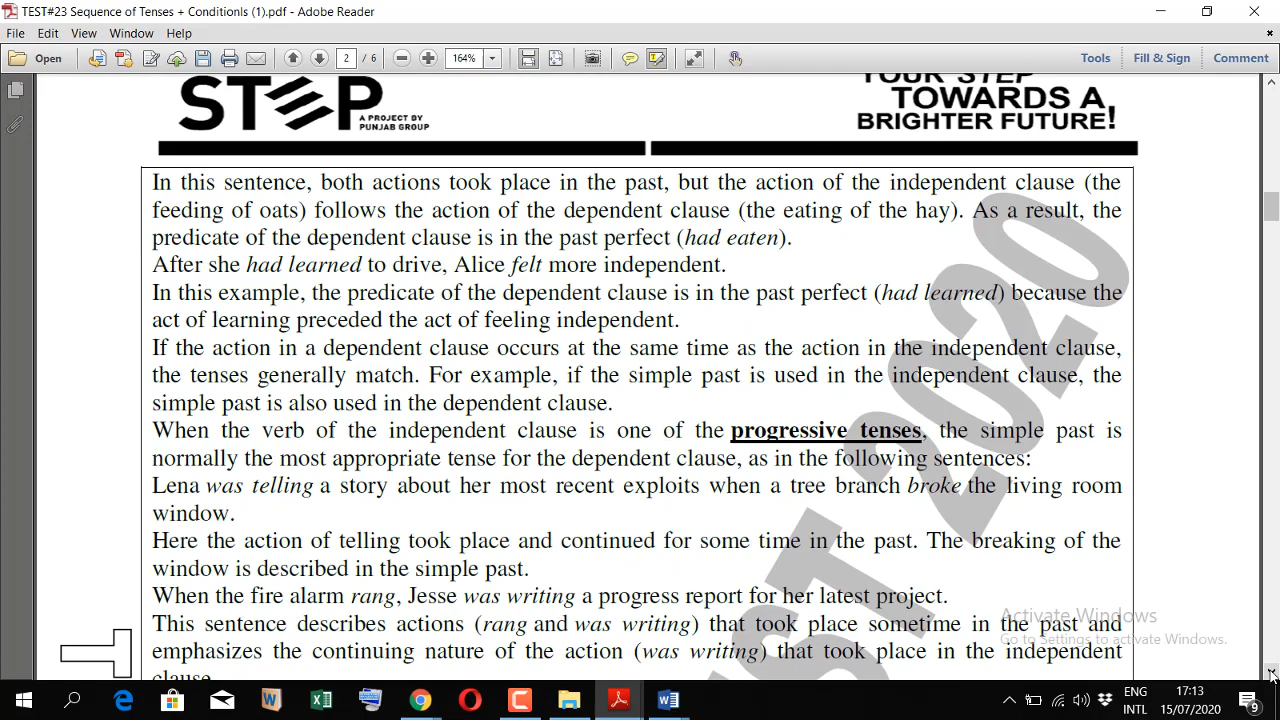 TEST#23 Sequence of Tenses + ConditionIs (1).pdf - Adobe Reader
File Edit View Window Help
Open 2 / 6 164% Tools Fill & Sign Comment
STEP
A PROJECT BY
PUNJAB GROUP
YOUR STEP
TOWARDS A
BRIGHTER FUTURE!
In this sentence, both actions took place in the past, but the action of the independent clause (the
feeding of oats) follows the action of the dependent clause (the eating of the hay). As a result, the
predicate of the dependent clause is in the past perfect (had eaten).
After she had learned to drive, Alice felt more independent.
In this example, the predicate of the dependent clause is in the past perfect (had learned) because the
act of learning preceded the act of feeling independent.
If the action in a dependent clause occurs at the same time as the action in the independent clause,
the tenses generally match. For example, if the simple past is used in the independent clause, the
simple past is also used in the dependent clause.
When the verb of the independent clause is one of the progressive tenses, the simple past is
normally the most appropriate tense for the dependent clause, as in the following sentences:
Lena was telling a story about her most recent exploits when a tree branch broke the living room
window.
Here the action of telling took place and continued for some time in the past. The breaking of the
window is described in the simple past.
When the fire alarm rang, Jesse was writing a progress report for her latest project.
This sentence describes actions (rang and was writing) that took place sometime in the past and
emphasizes the continuing nature of the action (was writing) that took place in the independent
clause.
ST 2020
Activate Windows
Go to Settings to activate Windows.
ENG
INTL
17:13
15/07/2020
9